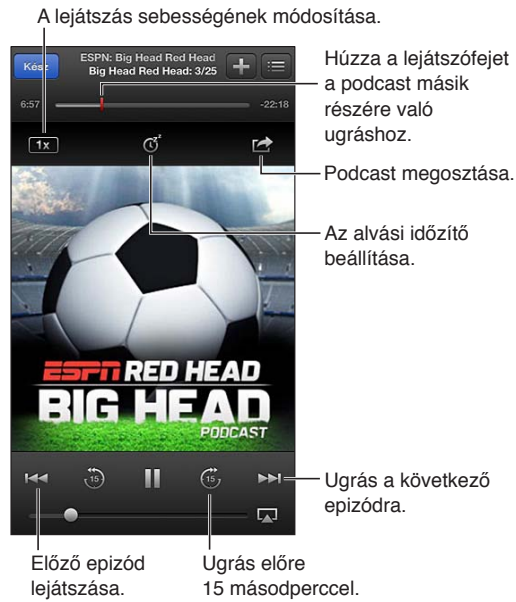 A lejátszás sebességének módosítása.
Kész
ESPN: Big Head Red Head
Big Head Red Head: 3/25
6:57
-22:18
Húzza a lejátszófejet
a podcast másik
részére való
ugráshoz.
1x
z z
Podcast megosztása.
Az alvási időzítő
beállítása.
ESPN RED HEAD
BIG HEAD
PODCAST
15
15
Ugrás a következő
epizódra.
Előző epizód
lejátszása.
Ugrás előre
15 másodperccel.